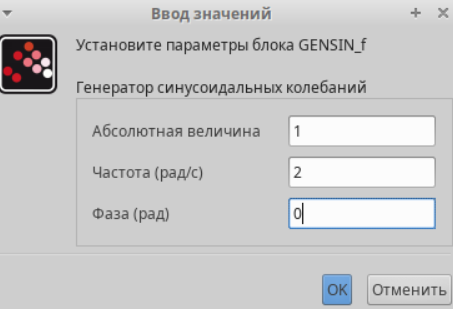 Ввод значений
Установите параметры блока GENSIN_f
Генератор синусоидальных колебаний
Абсолютная величина 1
Частота (рад/с) 2
Фаза (рад) 0
OK Отменить